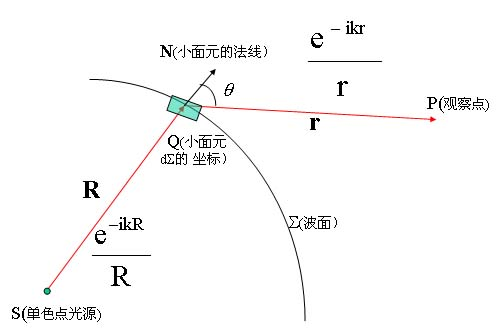 N(小面元的法线)
e^{-ikr}
r
θ
P(观察点)
r
Q(小面元
dΣ的 坐标)
R
e^{-ikR}
R
Σ(波面)
S(单色点光源)